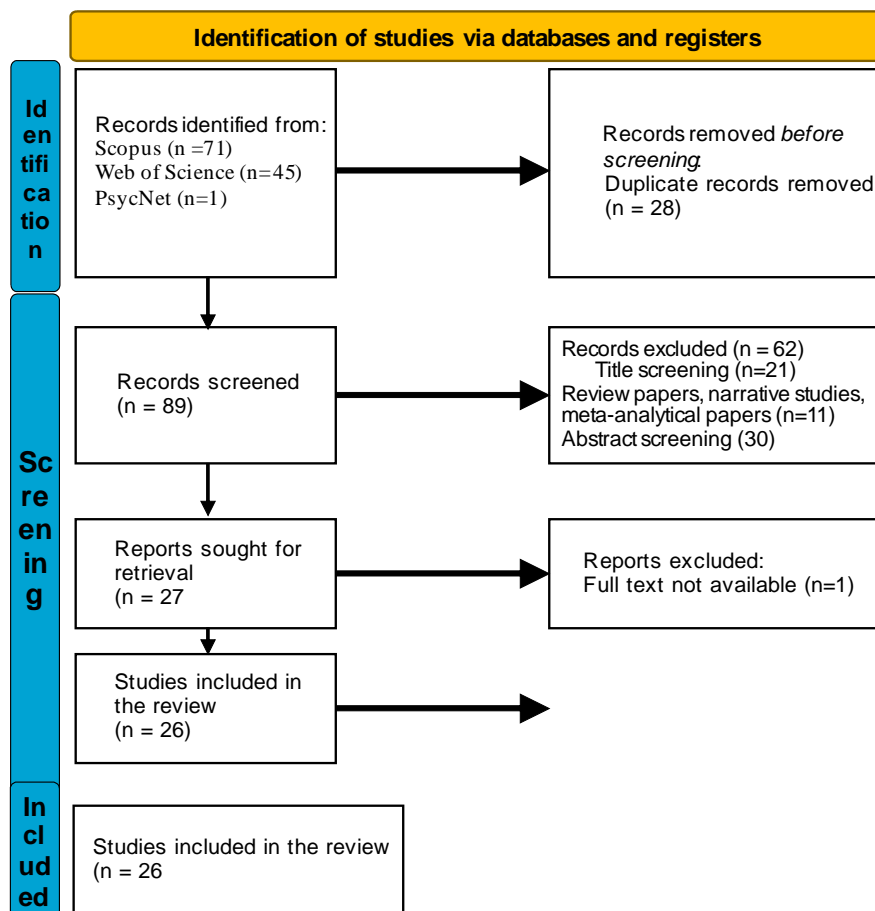 Identification of studies via databases and registers
Id
entifi
ca
tio
n
Records identified from:
Scopus (n =71)
Web of Science (n=45)
PsycNet (n=1)
Records removed before
screening:
Duplicate records removed
(n = 28)
Sc
re
en
in
g
Records screened
(n = 89)
Records excluded (n = 62)
Title screening (n=21)
Review papers, narrative studies,
meta-analytical papers (n=11)
Abstract screening (30)
Reports sought for
retrieval
(n = 27
Reports excluded:
Full text not available (n=1)
Studies included in
the review
(n = 26)
In
cl
ud
ed
Studies included in the review
(n = 26